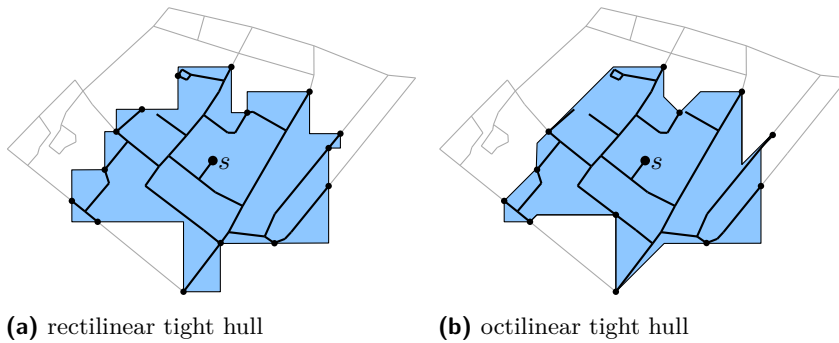 s
s
(a) rectilinear tight hull
(b) octilinear tight hull